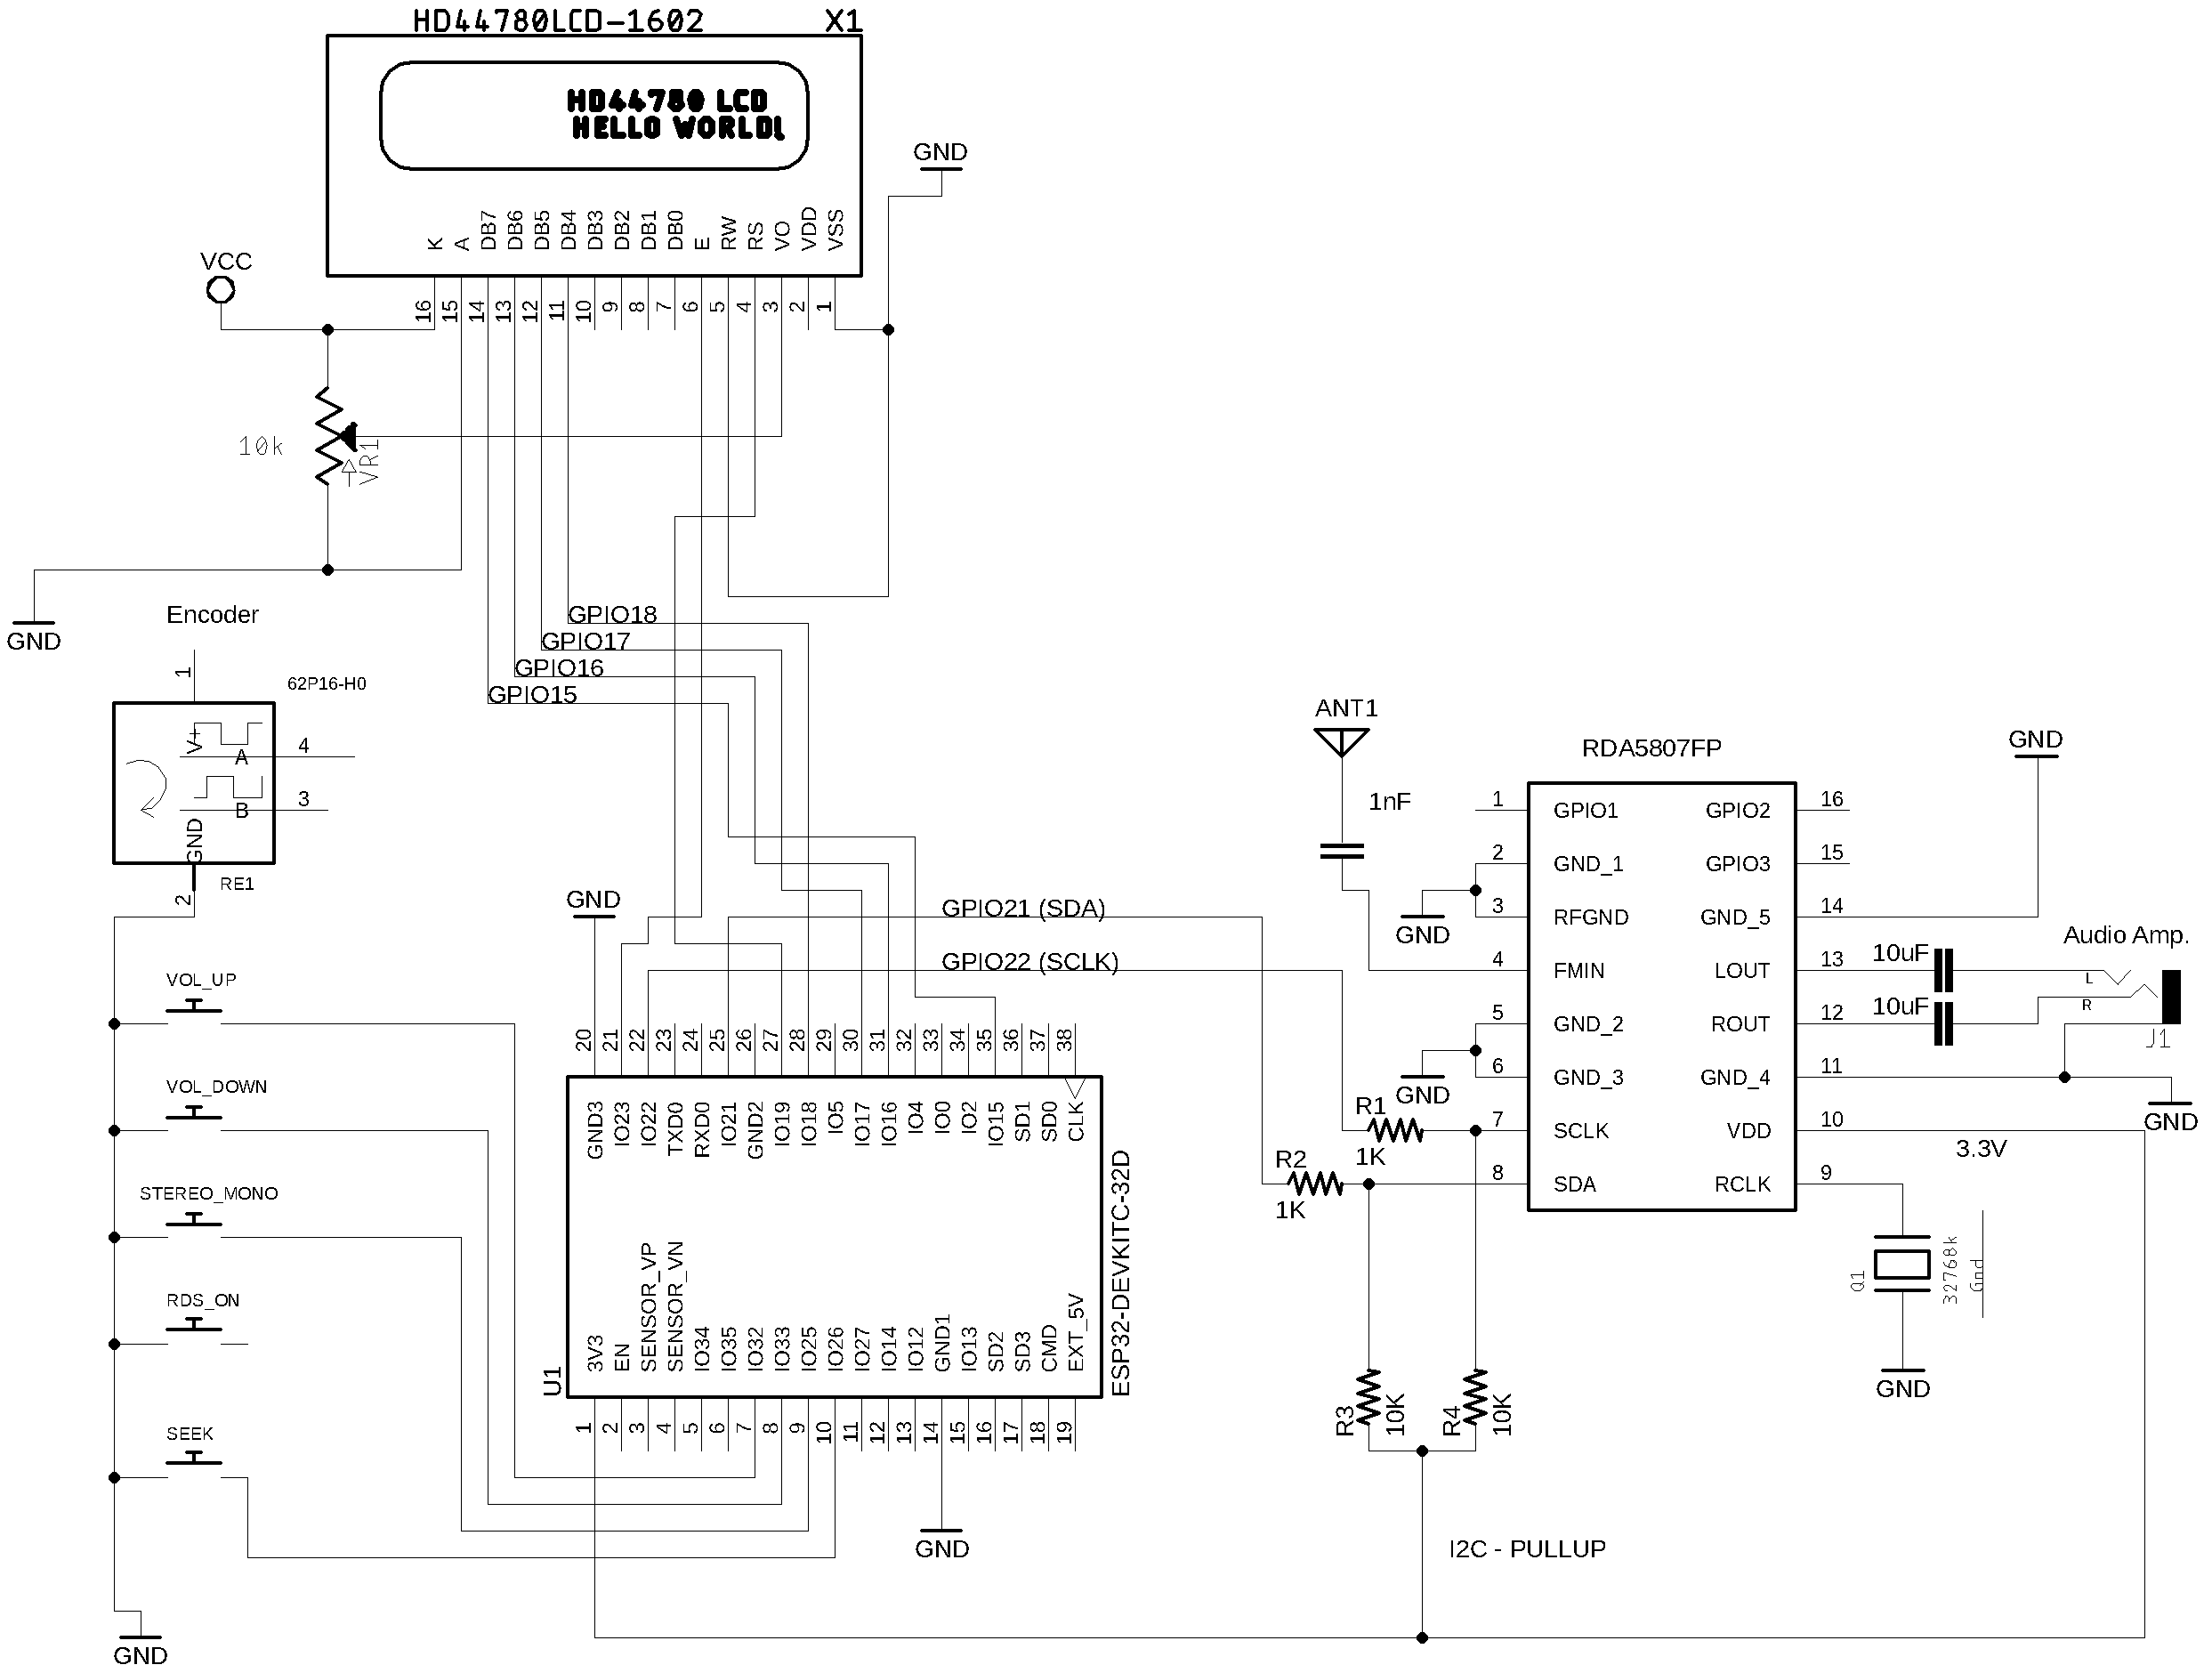 HD44780LCD-1602 X1
HD44780 LCD
HELLO WORLD!
K A DB7 DB6 DB5 DB4 DB3 DB2 DB1 DB0 E RW RS VO VDD VSS
16 15 14 13 12 11 10 9 8 7 6 5 4 3 2 1
GND
VCC
10k
VR1
GND
GPIO18
GPIO17
GPIO16
GPIO15
Encoder
62P16-H0
1
V+
A
4
B
3
GND
2
RE1
VOL_UP
VOL_DOWN
STEREO_MONO
RDS_ON
SEEK
GND
GND
GPIO21 (SDA)
GPIO22 (SCLK)
20 21 22 23 24 25 26 27 28 29 30 31 32 33 34 35 36 37 38
GND3 IO23 IO22 TXD0 RXD0 IO21 GND2 IO19 IO18 IO5 IO17 IO16 IO4 IO0 IO2 IO15 SD1 SD0 CLK
3V3 EN SENSOR_VP SENSOR_VN IO34 IO35 IO32 IO33 IO25 IO26 IO27 IO14 IO12 GND1 IO13 SD2 SD3 CMD EXT_5V
1 2 3 4 5 6 7 8 9 10 11 12 13 14 15 16 17 18 19
U1
ESP32-DEVKITC-32D
GND
ANT1
1nF
RDA5807FP
1 GPIO1 GPIO2 16
2 GND_1 GPIO3 15
3 RFGND GND_5 14
4 FMIN LOUT 13
5 GND_2 ROUT 12
6 GND_3 GND_4 11
7 SCLK VDD 10
8 SDA RCLK 9
GND
GND
GND
10uF
10uF
Audio Amp.
L
R
J1
GND
3.3V
R1
1K
R2
1K
Q1
32768k
Gnd
GND
R3
10K
R4
10K
I2C - PULLUP